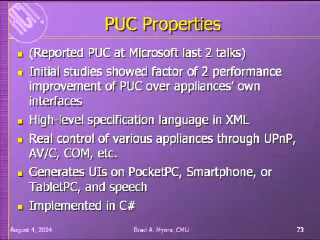 PUC Properties
(Reported PUC at Microsoft last 2 talks)
Initial studies showed factor of 2 performance
improvement of PUC over appliances' own
interfaces
High-level specification language in XML
Real control of various appliances through UPnP,
AV/C, COM, etc.
Generates UIs on PocketPC, Smartphone, or
TabletPC, and speech
Implemented in C#
August 4, 2004 Brad A. Myers, CMU 73